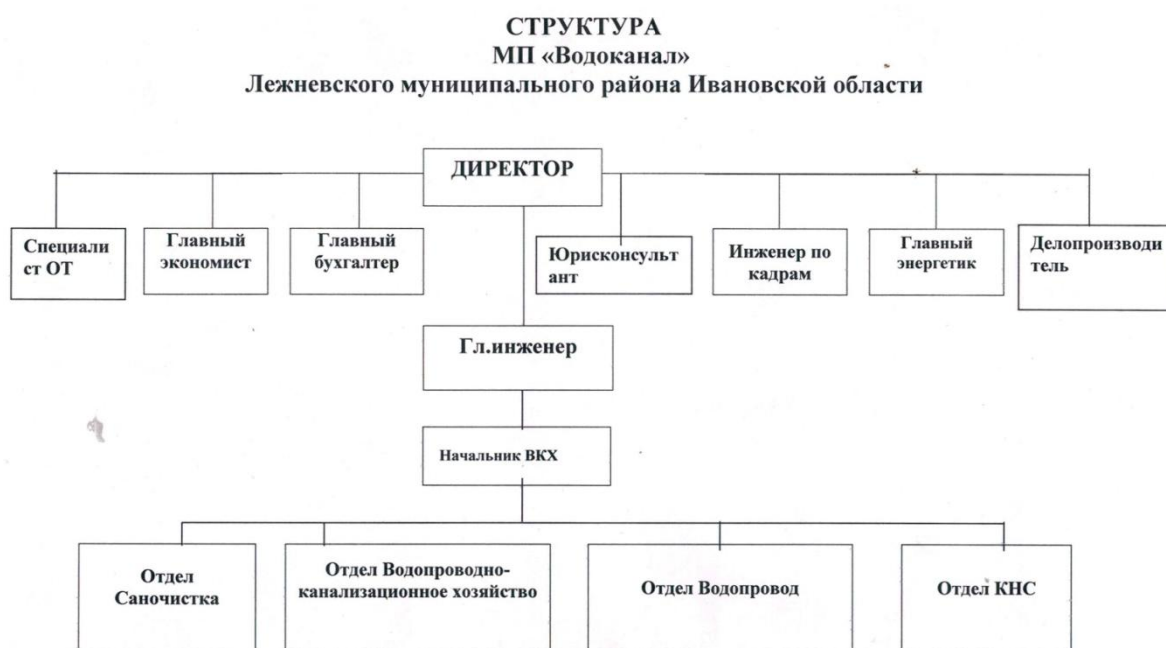 СТРУКТУРА
МП «Водоканал»
Лежневского муниципального района Ивановской области
ДИРЕКТОР
Специали
ст ОТ
Главный
экономист
Главный
бухгалтер
Юрисконсульт
ант
Инженер по
кадрам
Главный
энергетик
Делопроизводи
тель
Гл.инженер
Начальник ВКХ
Отдел
Саночистка
Отдел Водопроводно-
канализационное хозяйство
Отдел Водопровод
Отдел КНС